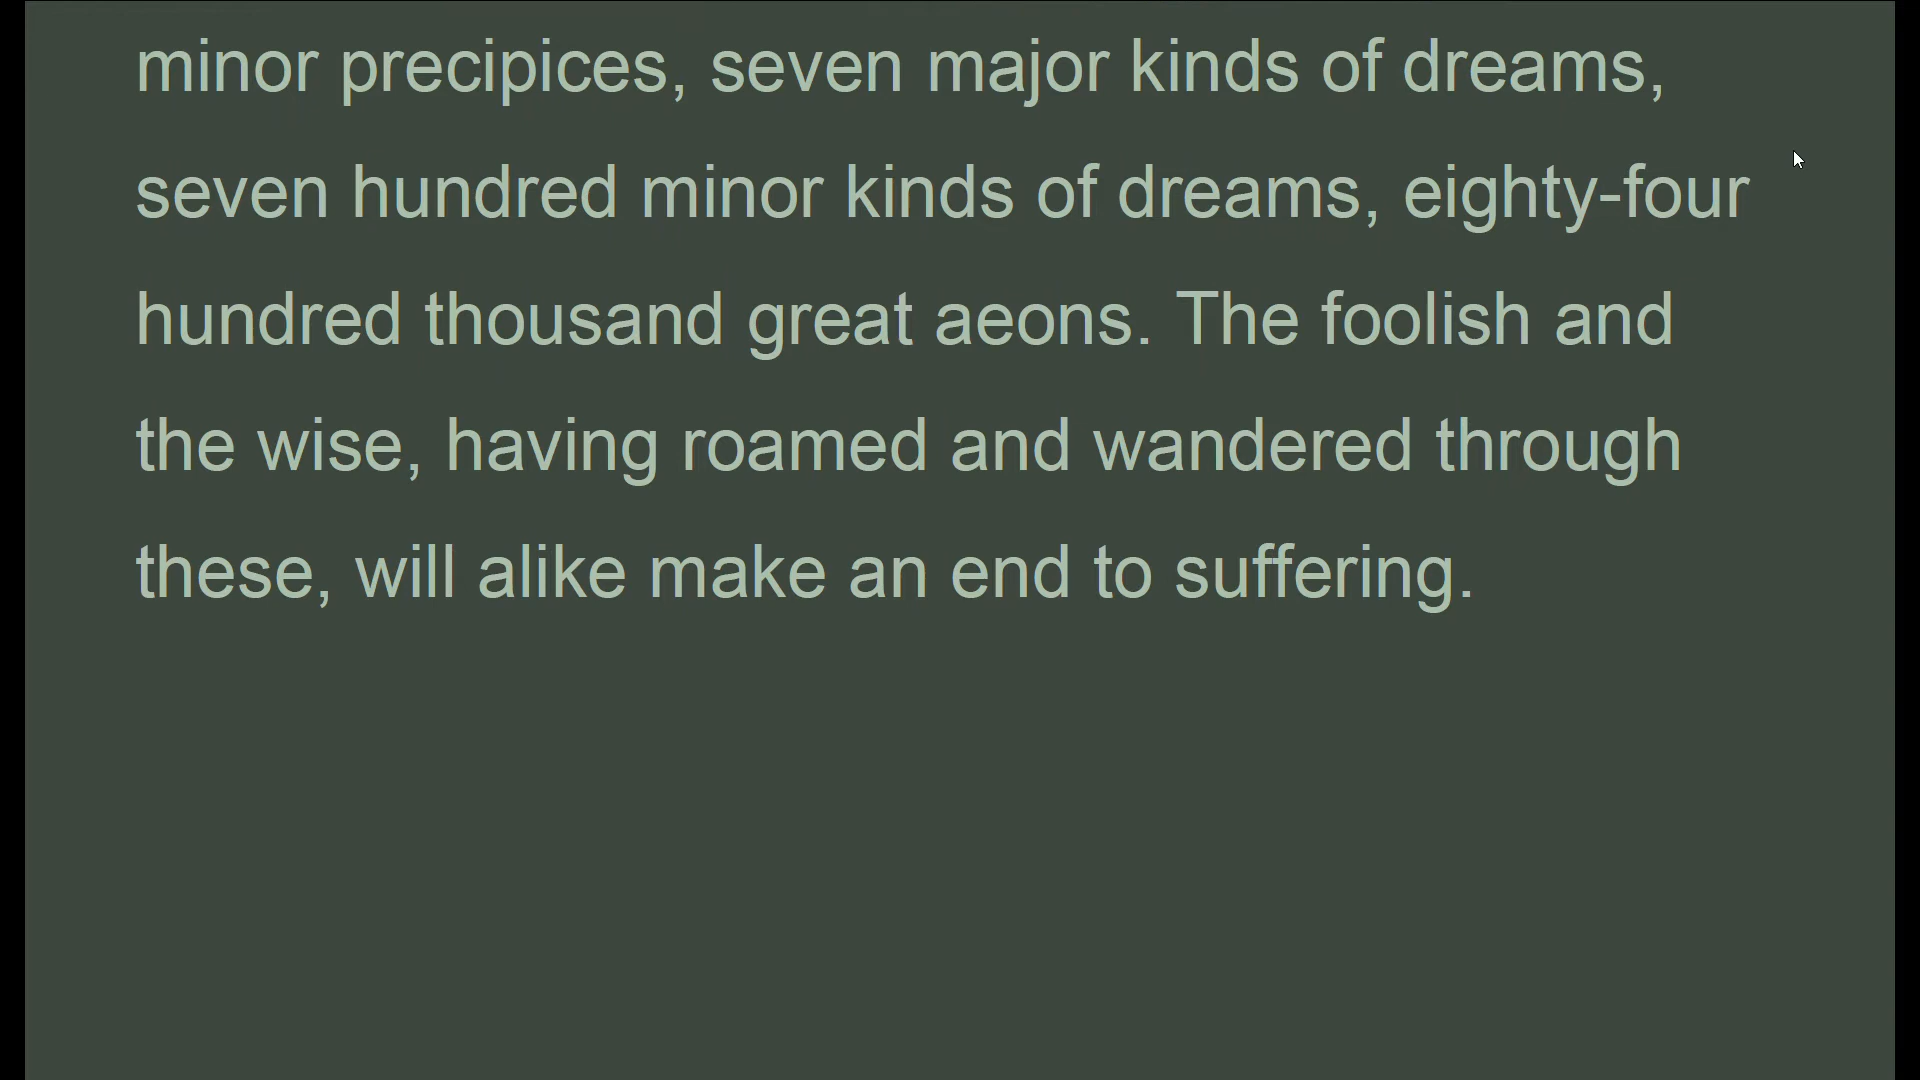 minor precipices, seven major kinds of dreams,
seven hundred minor kinds of dreams, eighty-four
hundred thousand great aeons. The foolish and
the wise, having roamed and wandered through
these, will alike make an end to suffering.